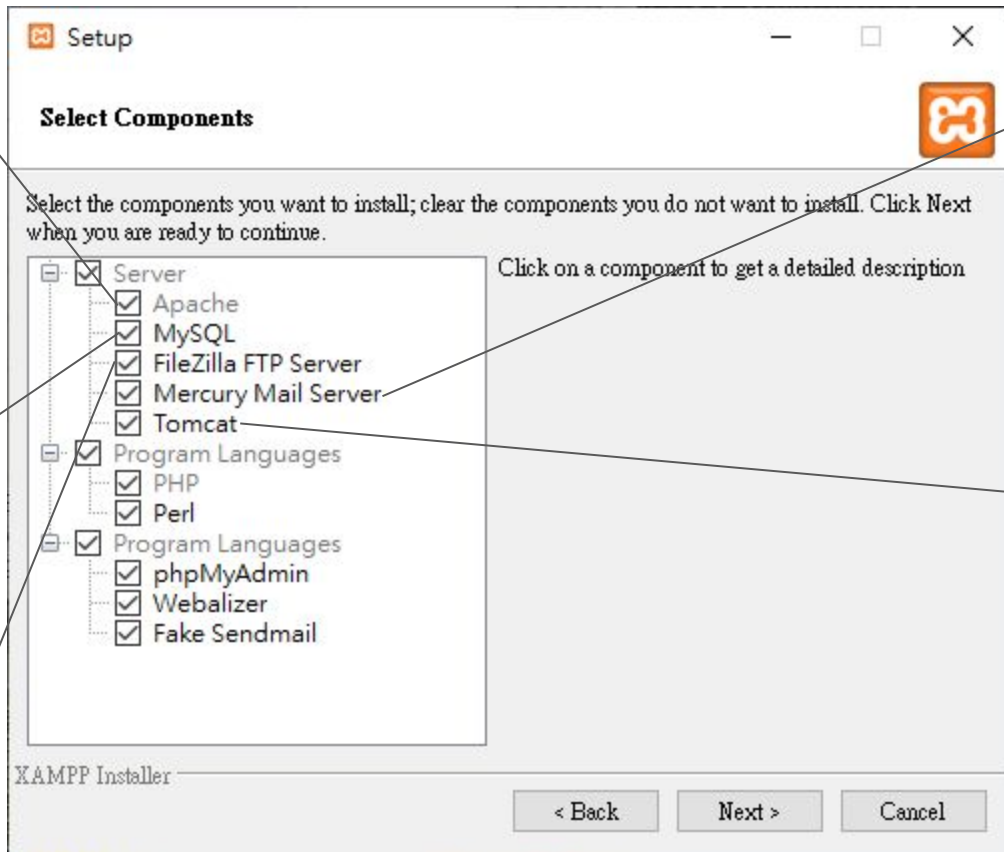 Setup
Select Components
Select the components you want to install; clear the components you do not want to install. Click Next
when you are ready to continue.
Server
Apache
MySQL
FileZilla FTP Server
Mercury Mail Server
Tomcat
Program Languages
PHP
Perl
Program Languages
phpMyAdmin
Webalizer
Fake Sendmail
Click on a component to get a detailed description
XAMPP Installer
< Back
Next >
Cancel